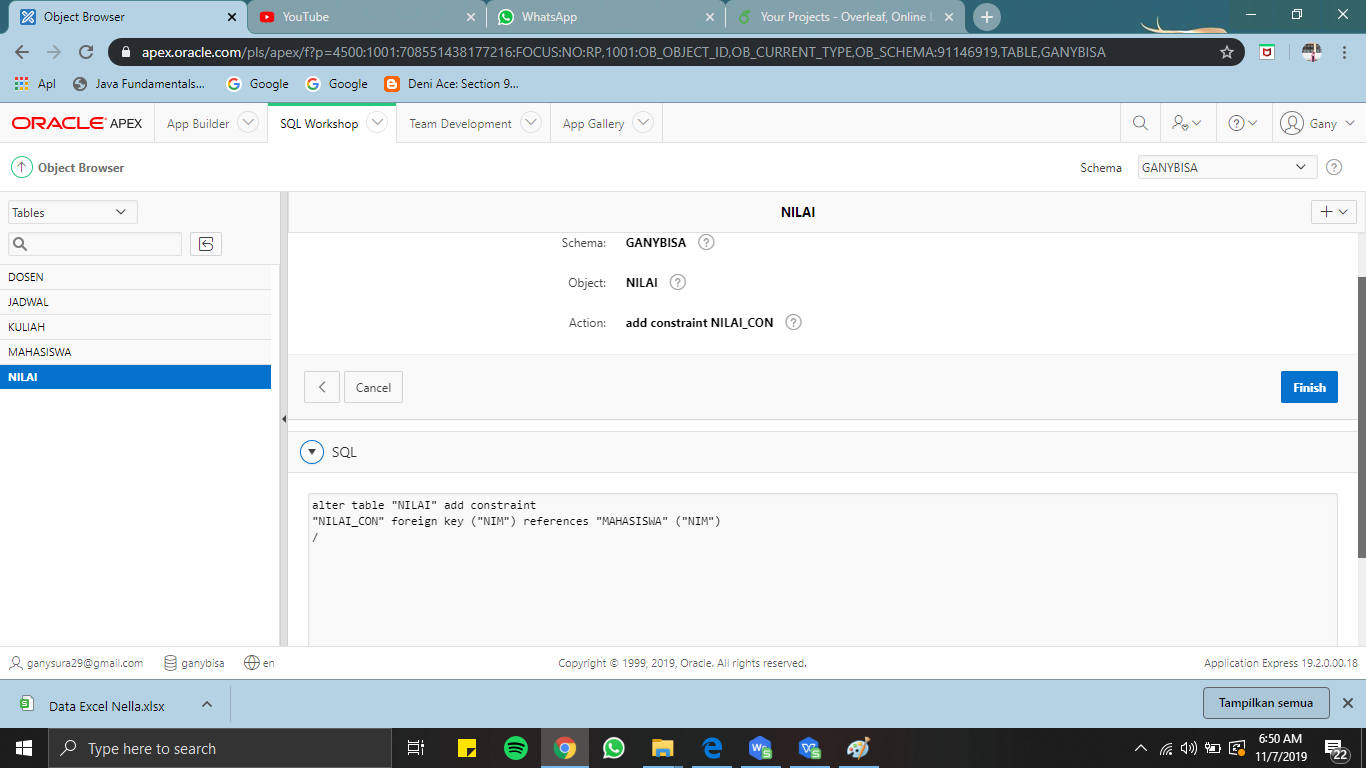 Object Browser
YouTube
WhatsApp
Your Projects - Overleaf, Online L
apex.oracle.com/pls/apex/f?p=4500:1001:708551438177216:FOCUS:NO:RP,1001:OB_OBJECT_ID,OB_CURRENT_TYPE,OB_SCHEMA:91146919,TABLE,GANYBISA
Apl
Java Fundamentals...
Google
Google
Deni Ace: Section 9...
ORACLE APEX
App Builder
SQL Workshop
Team Development
App Gallery
Gany
Object Browser
Schema
GANYBISA
Tables
NILAI
DOSEN
JADWAL
KULIAH
MAHASISWA
NILAI
Schema: GANYBISA
Object: NILAI
Action: add constraint NILAI_CON
Cancel
Finish
SQL
alter table "NILAI" add constraint
"NILAI_CON" foreign key ("NIM") references "MAHASISWA" ("NIM")
/
ganysura29@gmail.com
ganybisa
en
Copyright © 1999, 2019, Oracle. All rights reserved.
Application Express 19.2.0.00.18
Data Excel Nella.xlsx
Tampilkan semua
Type here to search
6:50 AM
11/7/2019
22